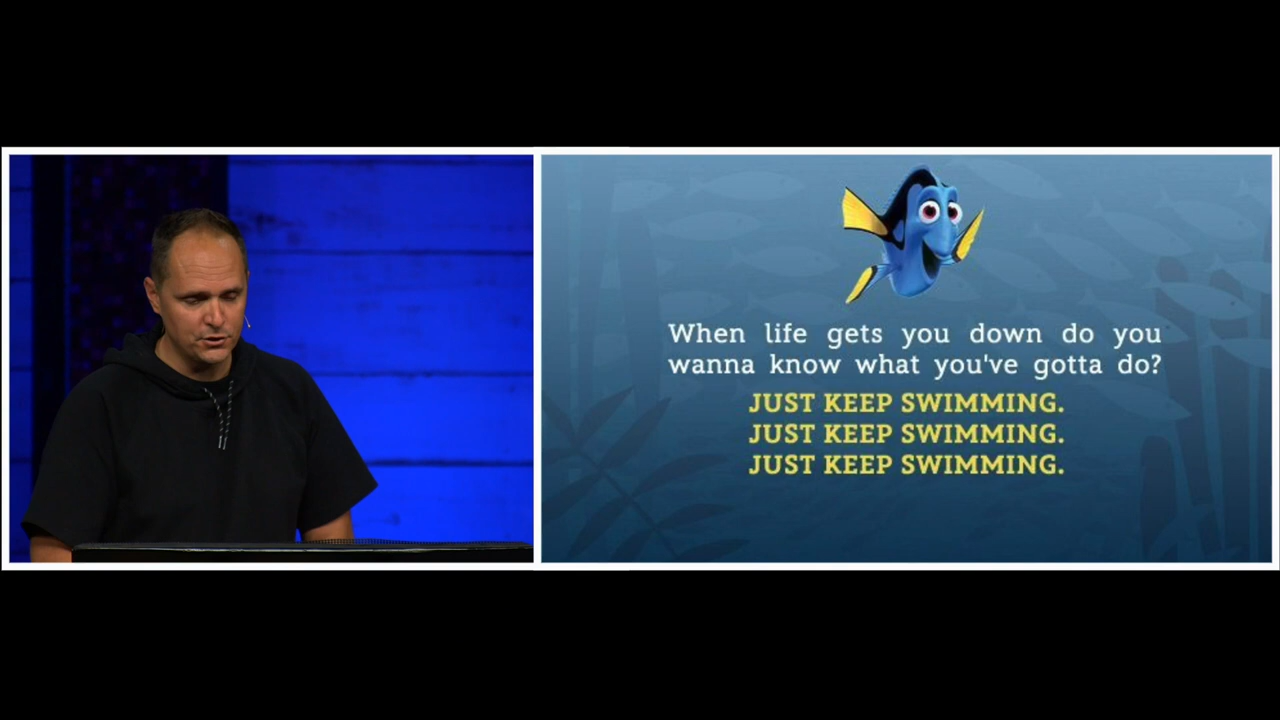 When life gets you down do you
wanna know what you've gotta do?
JUST KEEP SWIMMING.
JUST KEEP SWIMMING.
JUST KEEP SWIMMING.